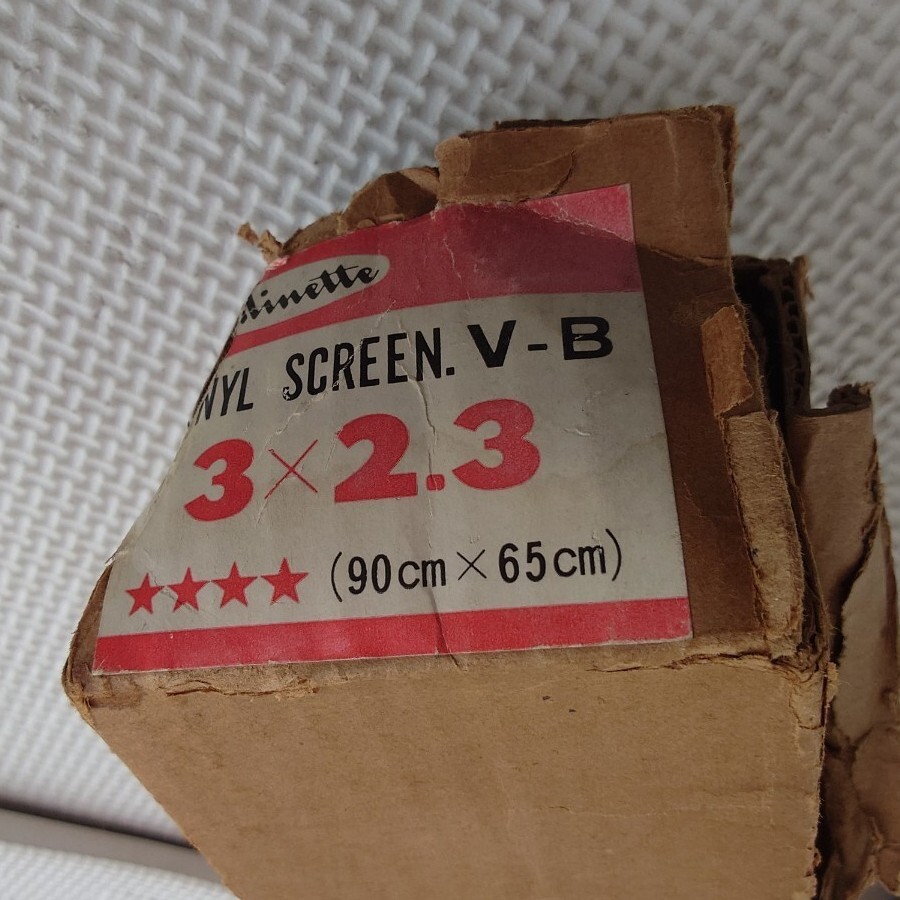 NYL SCREEN. V-B
3×2.3
★★★★ (90cm×65cm)